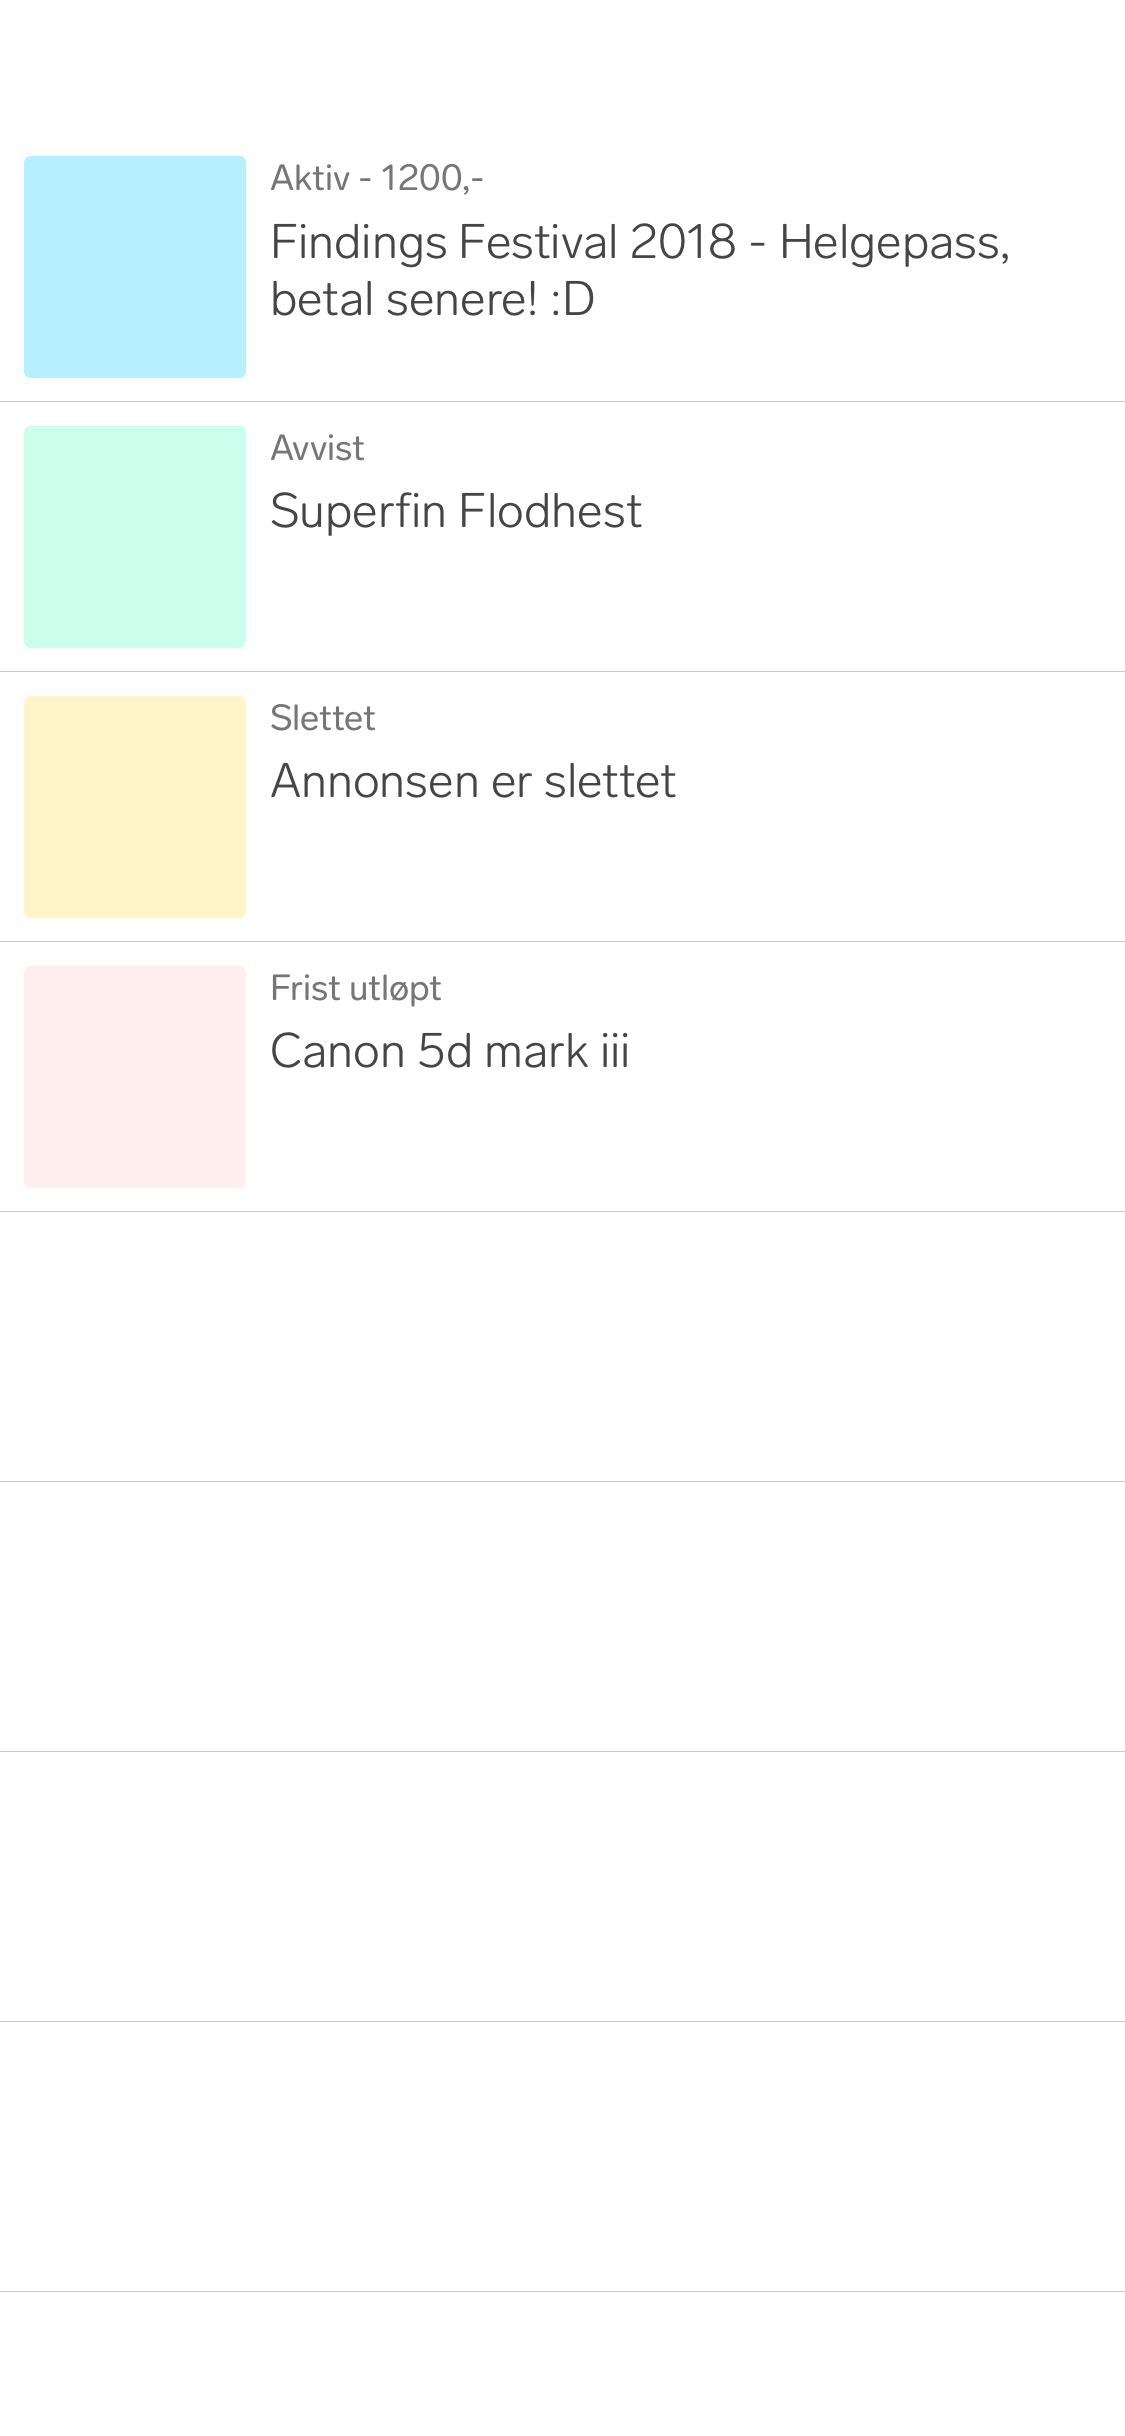 Aktiv - 1200,-
Findings Festival 2018 - Helgepass,
betal senere! :D
Avvist
Superfin Flodhest
Slettet
Annonsen er slettet
Frist utløpt
Canon 5d mark iii